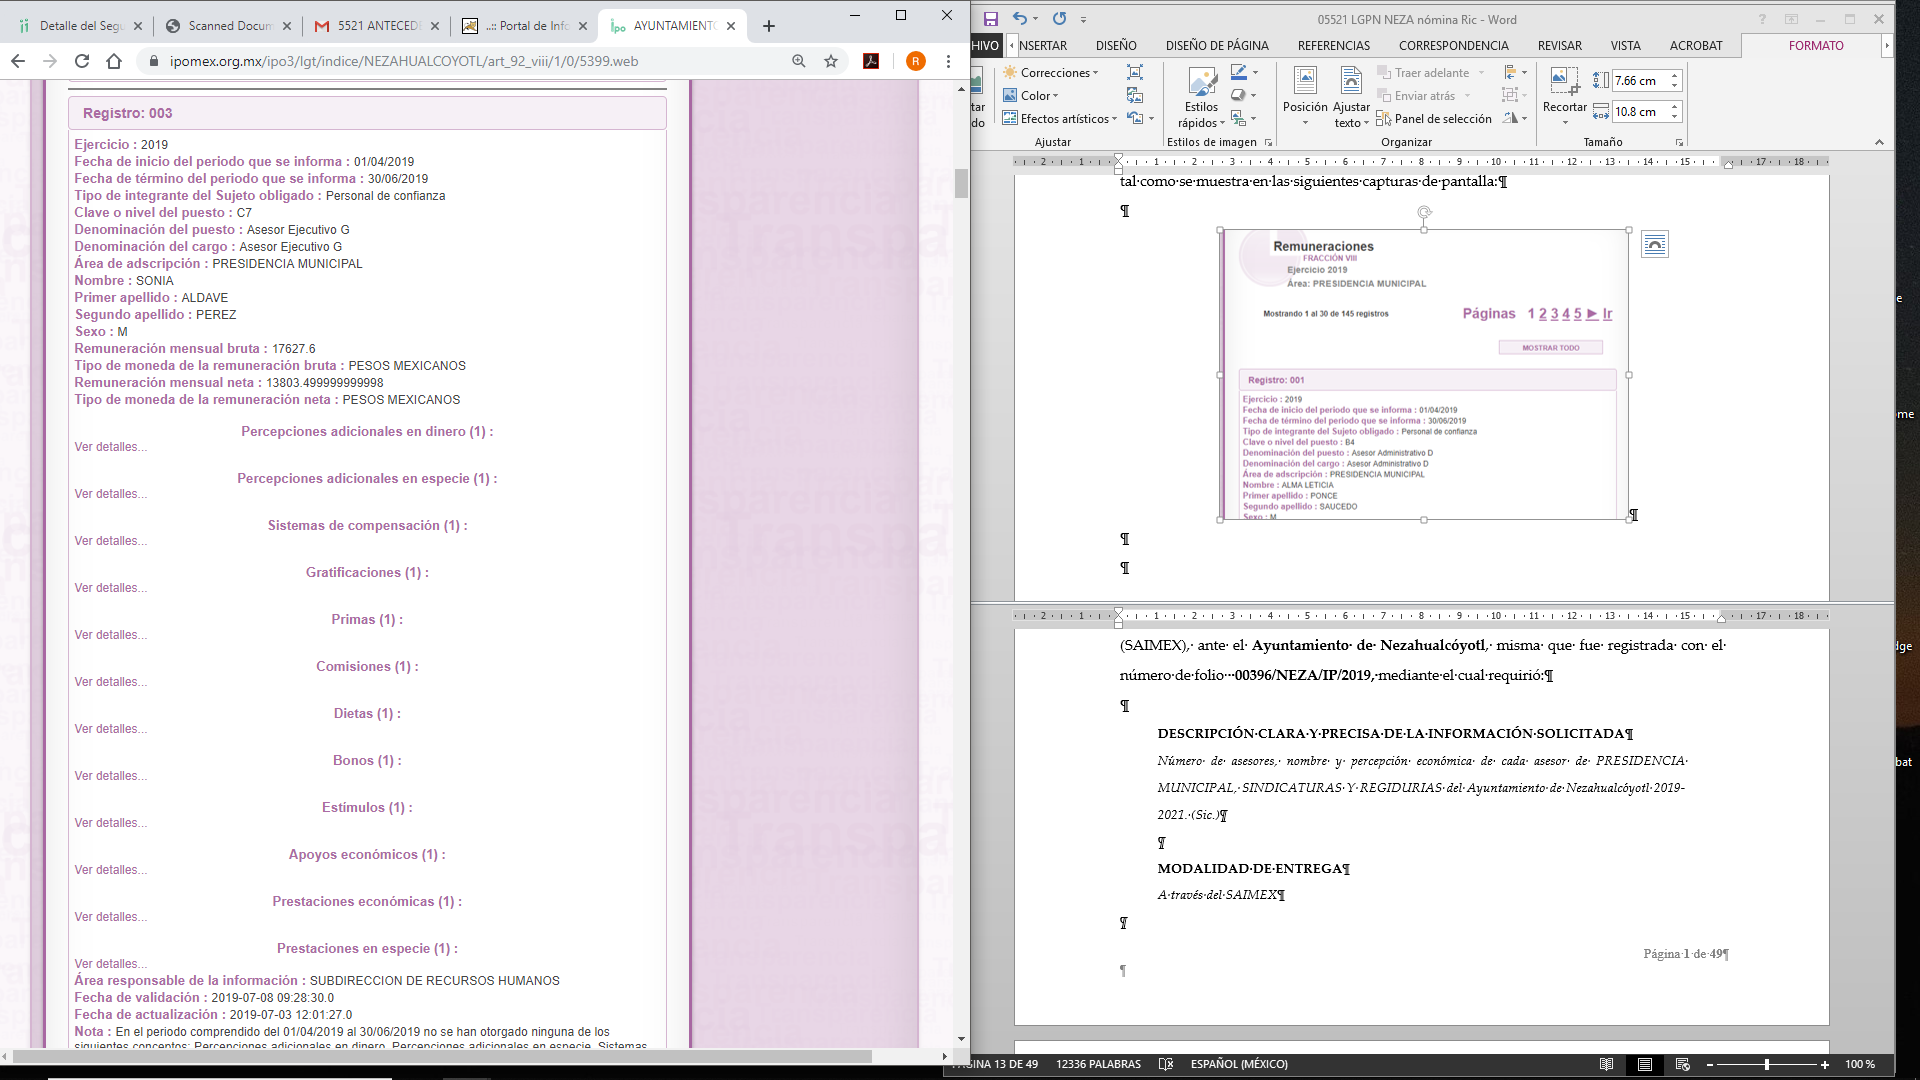 Detalle del Segu
Scanned Docum
5521 ANTECEDE
..:: Portal de Info
AYUNTAMIENTO
ipomex.org.mx/ipo3/lgt/indice/NEZAHUALCOYOTL/art_92_viii/1/0/5399.web
R
Registro: 003
Ejercicio : 2019
Fecha de inicio del periodo que se informa : 01/04/2019
Fecha de término del periodo que se informa : 30/06/2019
Tipo de integrante del Sujeto obligado : Personal de confianza
Clave o nivel del puesto : C7
Denominación del puesto : Asesor Ejecutivo G
Denominación del cargo : Asesor Ejecutivo G
Área de adscripción : PRESIDENCIA MUNICIPAL
Nombre : SONIA
Primer apellido : ALDAVE
Segundo apellido : PEREZ
Sexo : M
Remuneración mensual bruta : 17627.6
Tipo de moneda de la remuneración bruta : PESOS MEXICANOS
Remuneración mensual neta : 13803.499999999998
Tipo de moneda de la remuneración neta : PESOS MEXICANOS
Percepciones adicionales en dinero (1) :
Ver detalles...
Percepciones adicionales en especie (1) :
Ver detalles...
Sistemas de compensación (1) :
Ver detalles...
Gratificaciones (1) :
Ver detalles...
Primas (1) :
Ver detalles...
Comisiones (1) :
Ver detalles...
Dietas (1) :
Ver detalles...
Bonos (1) :
Ver detalles...
Estímulos (1) :
Ver detalles...
Apoyos económicos (1) :
Ver detalles...
Prestaciones económicas (1) :
Ver detalles...
Prestaciones en especie (1) :
Ver detalles...
Área responsable de la información : SUBDIRECCION DE RECURSOS HUMANOS
Fecha de validación : 2019-07-08 09:28:30.0
Fecha de actualización : 2019-07-03 12:01:27.0
Nota : En el periodo comprendido del 01/04/2019 al 30/06/2019 no se han otorgado ninguna de los
siguientes conceptos: Percepciones adicionales en dinero, Percepciones adicionales en especie, Sistemas
05521 LGPN NEZA nómina Ric - Word
HIVO NSERTAR DISEÑO DISEÑO DE PÁGINA REFERENCIAS CORRESPONDENCIA REVISAR VISTA ACROBAT FORMATO
Correcciones
Color
Efectos artísticos
Ajustar
Estilos rápidos
Estilos de imagen
Posición
Ajustar texto
Traer adelante
Enviar atrás
Panel de selección
Organizar
Recortar
7.66 cm
10.8 cm
Tamaño
tal como se muestra en las siguientes capturas de pantalla:¶
¶
Remuneraciones
FRACCIÓN VIII
Ejercicio 2019
Área: PRESIDENCIA MUNICIPAL
Mostrando 1 al 30 de 145 registros
Páginas 1 2 3 4 5 ► Ir
MOSTRAR TODO
Registro: 001
Ejercicio : 2019
Fecha de inicio del periodo que se informa : 01/04/2019
Fecha de término del periodo que se informa : 30/06/2019
Tipo de integrante del Sujeto obligado : Personal de confianza
Clave o nivel del puesto : B4
Denominación del puesto : Asesor Administrativo D
Denominación del cargo : Asesor Administrativo D
Área de adscripción : PRESIDENCIA MUNICIPAL
Nombre : ALMA LETICIA
Primer apellido : PONCE
Segundo apellido : SAUCEDO
Sexo : M
¶
¶
¶
(SAIMEX), ante el Ayuntamiento de Nezahualcóyotl, misma que fue registrada con el
número de folio 00396/NEZA/IP/2019, mediante el cual requirió:¶
¶
DESCRIPCIÓN CLARA Y PRECISA DE LA INFORMACIÓN SOLICITADA¶
Número de asesores, nombre y percepción económica de cada asesor de PRESIDENCIA
MUNICIPAL, SINDICATURAS Y REGIDURIAS del Ayuntamiento de Nezahualcóyotl 2019-
2021. (Sic.)¶
¶
MODALIDAD DE ENTREGA¶
A través del SAIMEX¶
¶
Página 1 de 49¶
¶
PÁGINA 13 DE 49 12336 PALABRAS ESPAÑOL (MÉXICO) 100 %